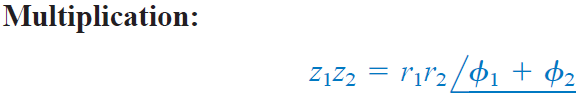 Multiplication:
z₁z₂ = r₁r₂/ϕ₁ + ϕ₂